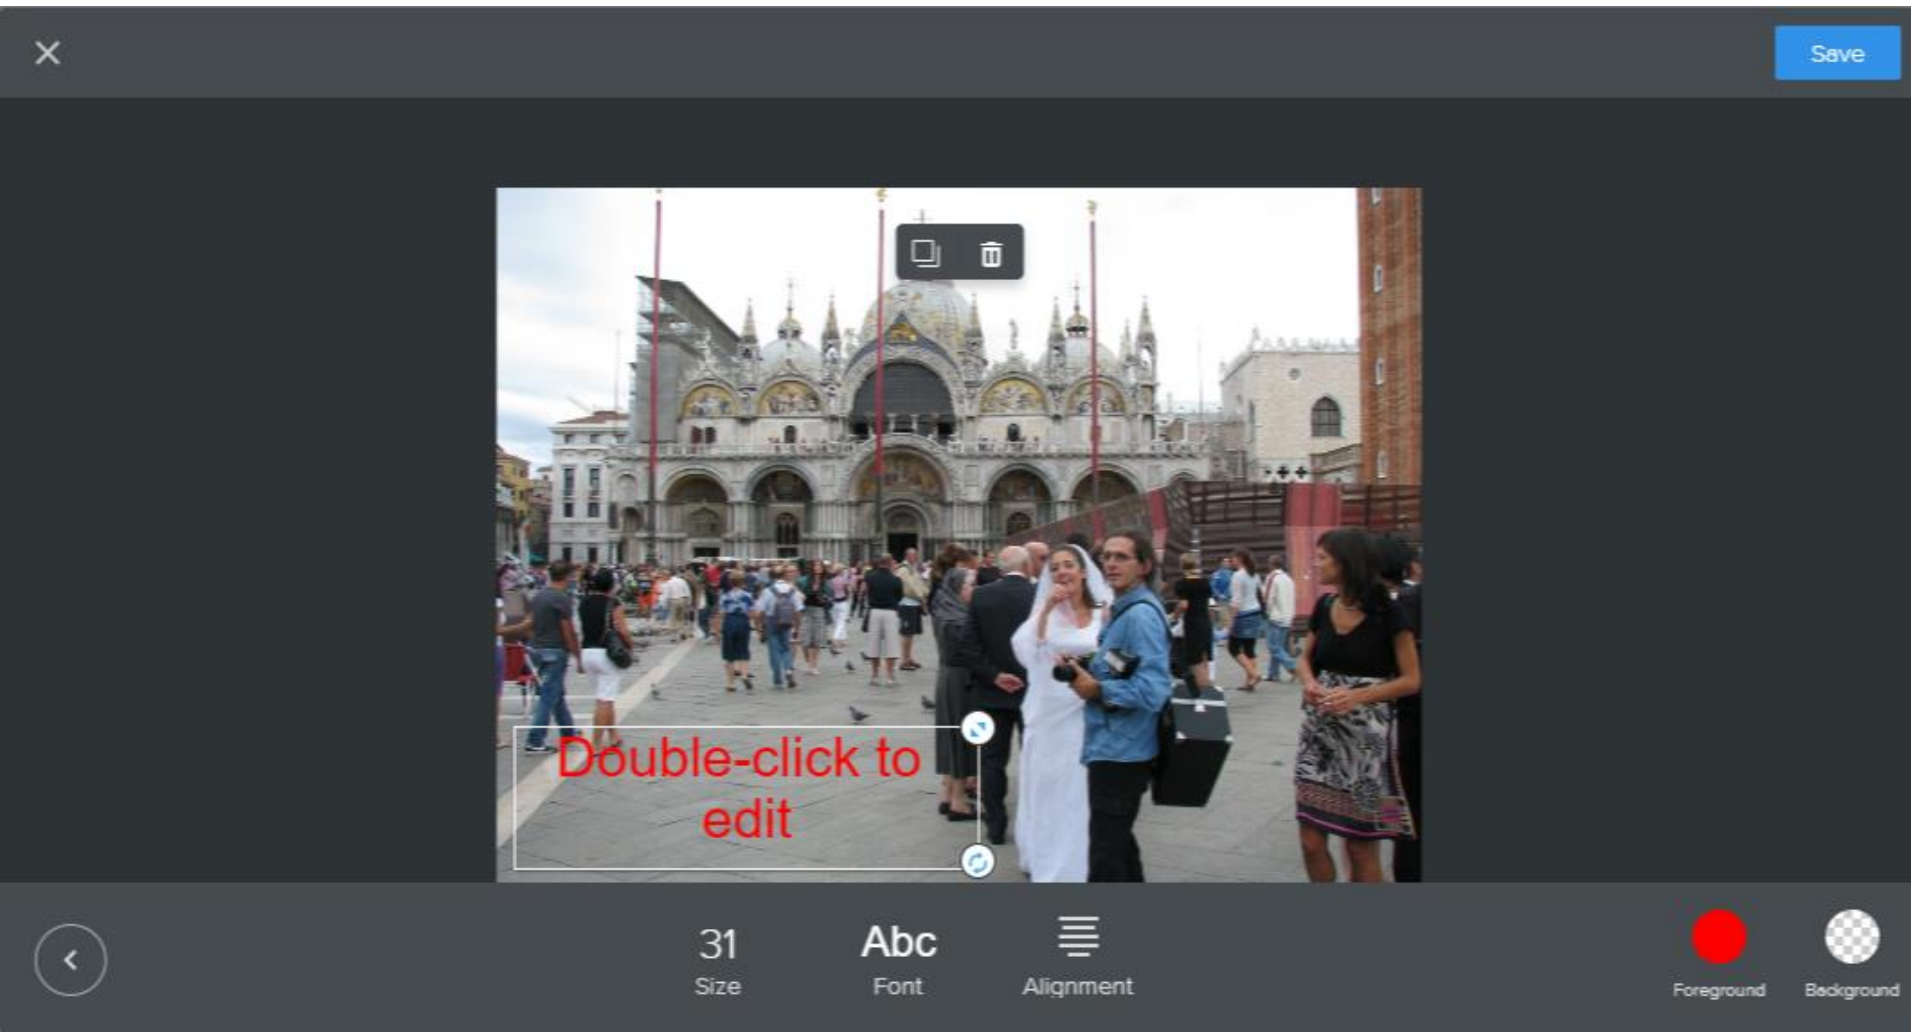 Save
Double-click to
edit
31
Size
Abc
Font
Alignment
Foreground
Background